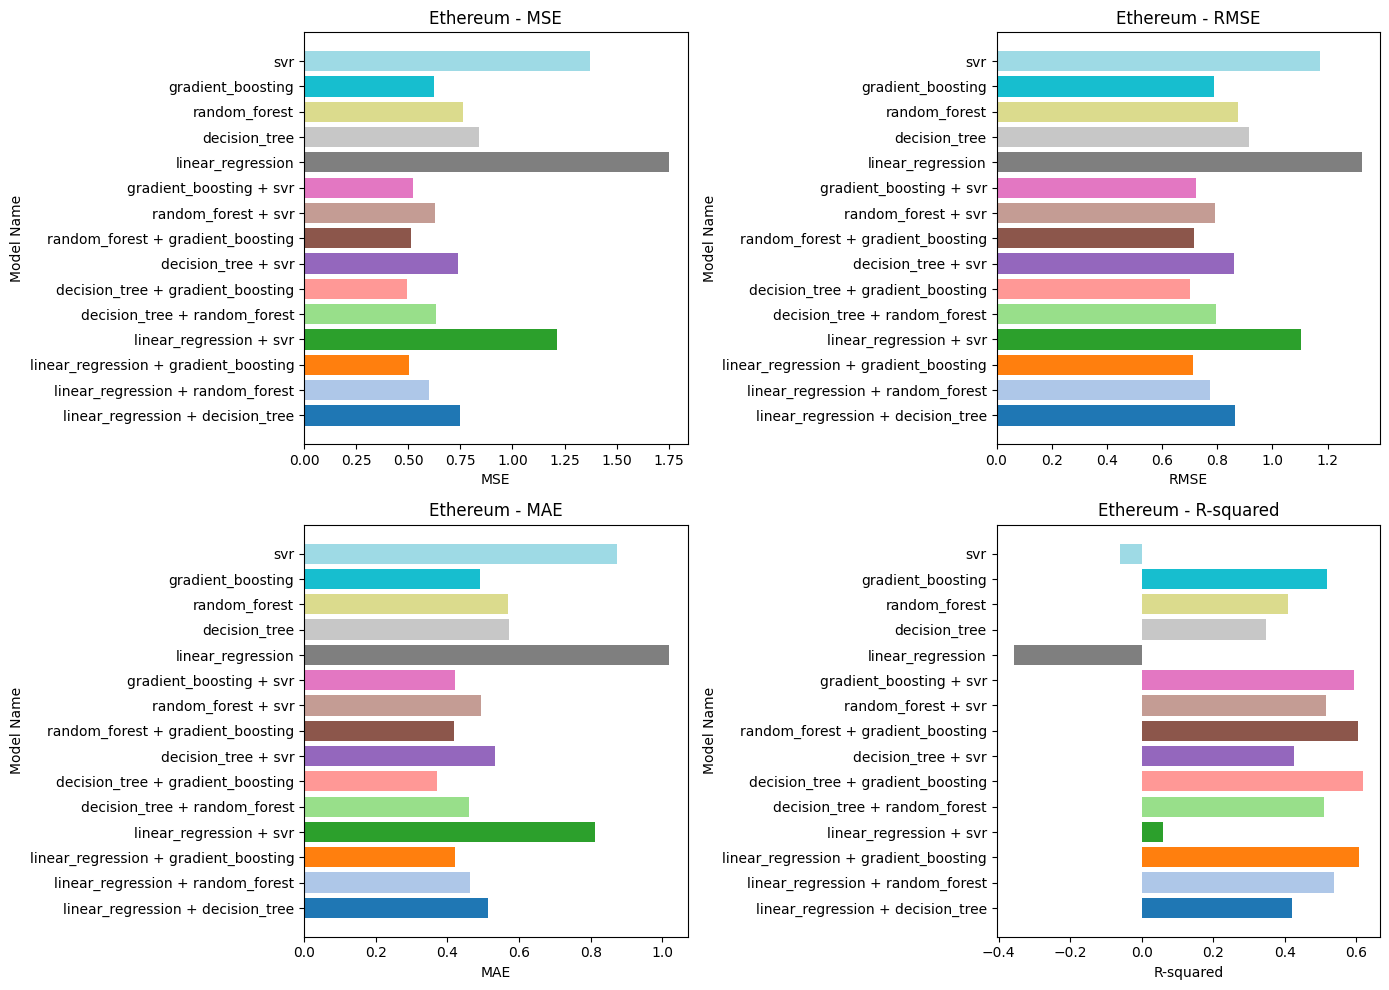 Ethereum - MSE
svr
gradient_boosting
random_forest
decision_tree
linear_regression
gradient_boosting + svr
random_forest + svr
random_forest + gradient_boosting
decision_tree + svr
decision_tree + gradient_boosting
decision_tree + random_forest
linear_regression + svr
linear_regression + gradient_boosting
linear_regression + random_forest
linear_regression + decision_tree
Model Name
0.00 0.25 0.50 0.75 1.00 1.25 1.50 1.75
MSE
Ethereum - RMSE
svr
gradient_boosting
random_forest
decision_tree
linear_regression
gradient_boosting + svr
random_forest + svr
random_forest + gradient_boosting
decision_tree + svr
decision_tree + gradient_boosting
decision_tree + random_forest
linear_regression + svr
linear_regression + gradient_boosting
linear_regression + random_forest
linear_regression + decision_tree
Model Name
0.0 0.2 0.4 0.6 0.8 1.0 1.2
RMSE
Ethereum - MAE
svr
gradient_boosting
random_forest
decision_tree
linear_regression
gradient_boosting + svr
random_forest + svr
random_forest + gradient_boosting
decision_tree + svr
decision_tree + gradient_boosting
decision_tree + random_forest
linear_regression + svr
linear_regression + gradient_boosting
linear_regression + random_forest
linear_regression + decision_tree
Model Name
0.0 0.2 0.4 0.6 0.8 1.0
MAE
Ethereum - R-squared
svr
gradient_boosting
random_forest
decision_tree
linear_regression
gradient_boosting + svr
random_forest + svr
random_forest + gradient_boosting
decision_tree + svr
decision_tree + gradient_boosting
decision_tree + random_forest
linear_regression + svr
linear_regression + gradient_boosting
linear_regression + random_forest
linear_regression + decision_tree
Model Name
−0.4 −0.2 0.0 0.2 0.4 0.6
R-squared